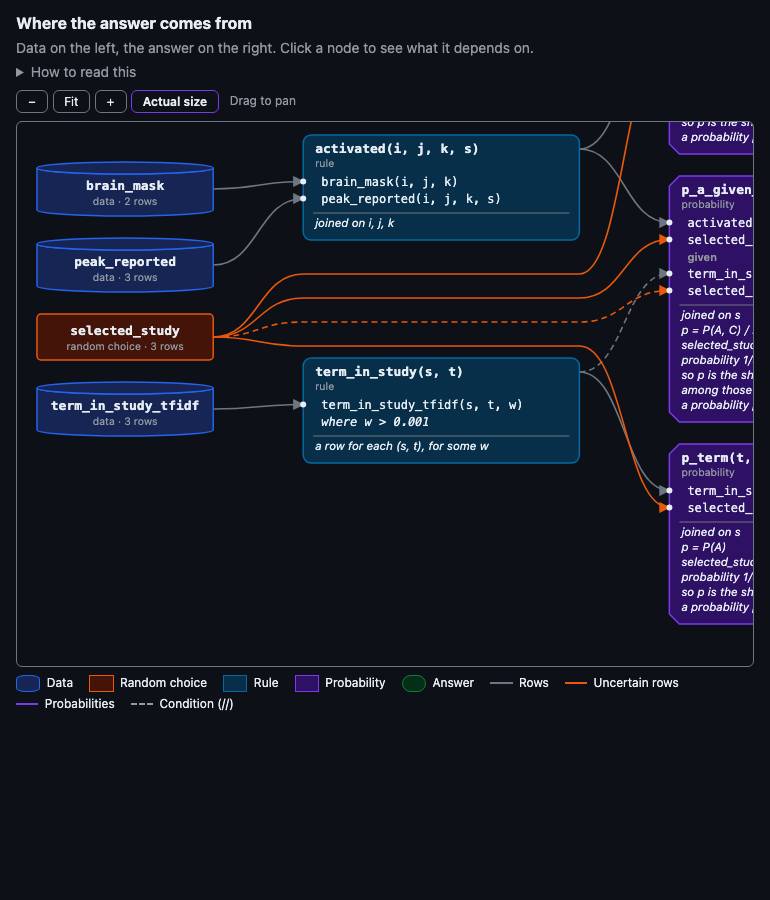 Where the answer comes from
Data on the left, the answer on the right. Click a node to see what it depends on.
▶ How to read this
− Fit + Actual size Drag to pan
brain_mask
data · 2 rows
peak_reported
data · 3 rows
selected_study
random choice · 3 rows
term_in_study_tfidf
data · 3 rows
activated(i, j, k, s)
rule
brain_mask(i, j, k)
peak_reported(i, j, k, s)
joined on i, j, k
term_in_study(s, t)
rule
term_in_study_tfidf(s, t, w)
where w > 0.001
a row for each (s, t), for some w
so p is the sh
a probability
p_a_given_
probability
activated
selected_
given
term_in_s
selected_
joined on s
p = P(A, C) /
selected_stud
probability 1/
so p is the sh
among those
a probability
p_term(t,
probability
term_in_s
selected_
joined on s
p = P(A)
selected_stud
probability 1/
so p is the sh
a probability
Data Random choice Rule Probability Answer Rows Uncertain rows
Probabilities Condition (//)